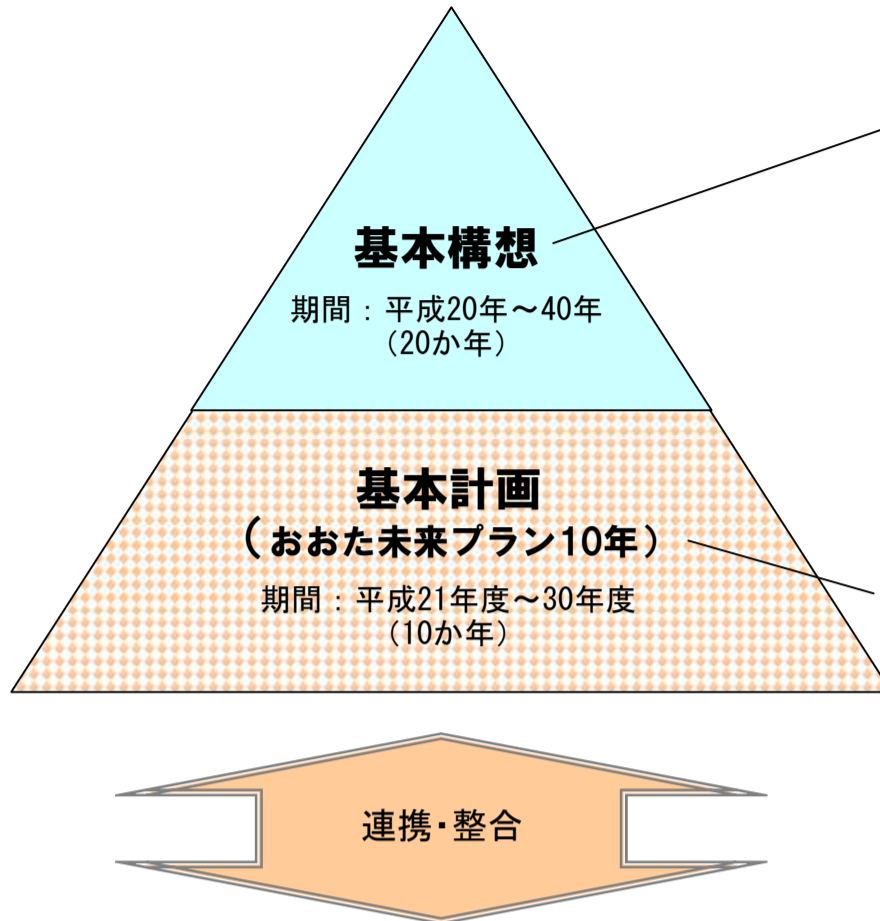 基本構想
期間：平成20年～40年
（20か年）
基本計画
（おおた未来プラン10年）
期間：平成21年度～30年度
（10か年）
連携・整合